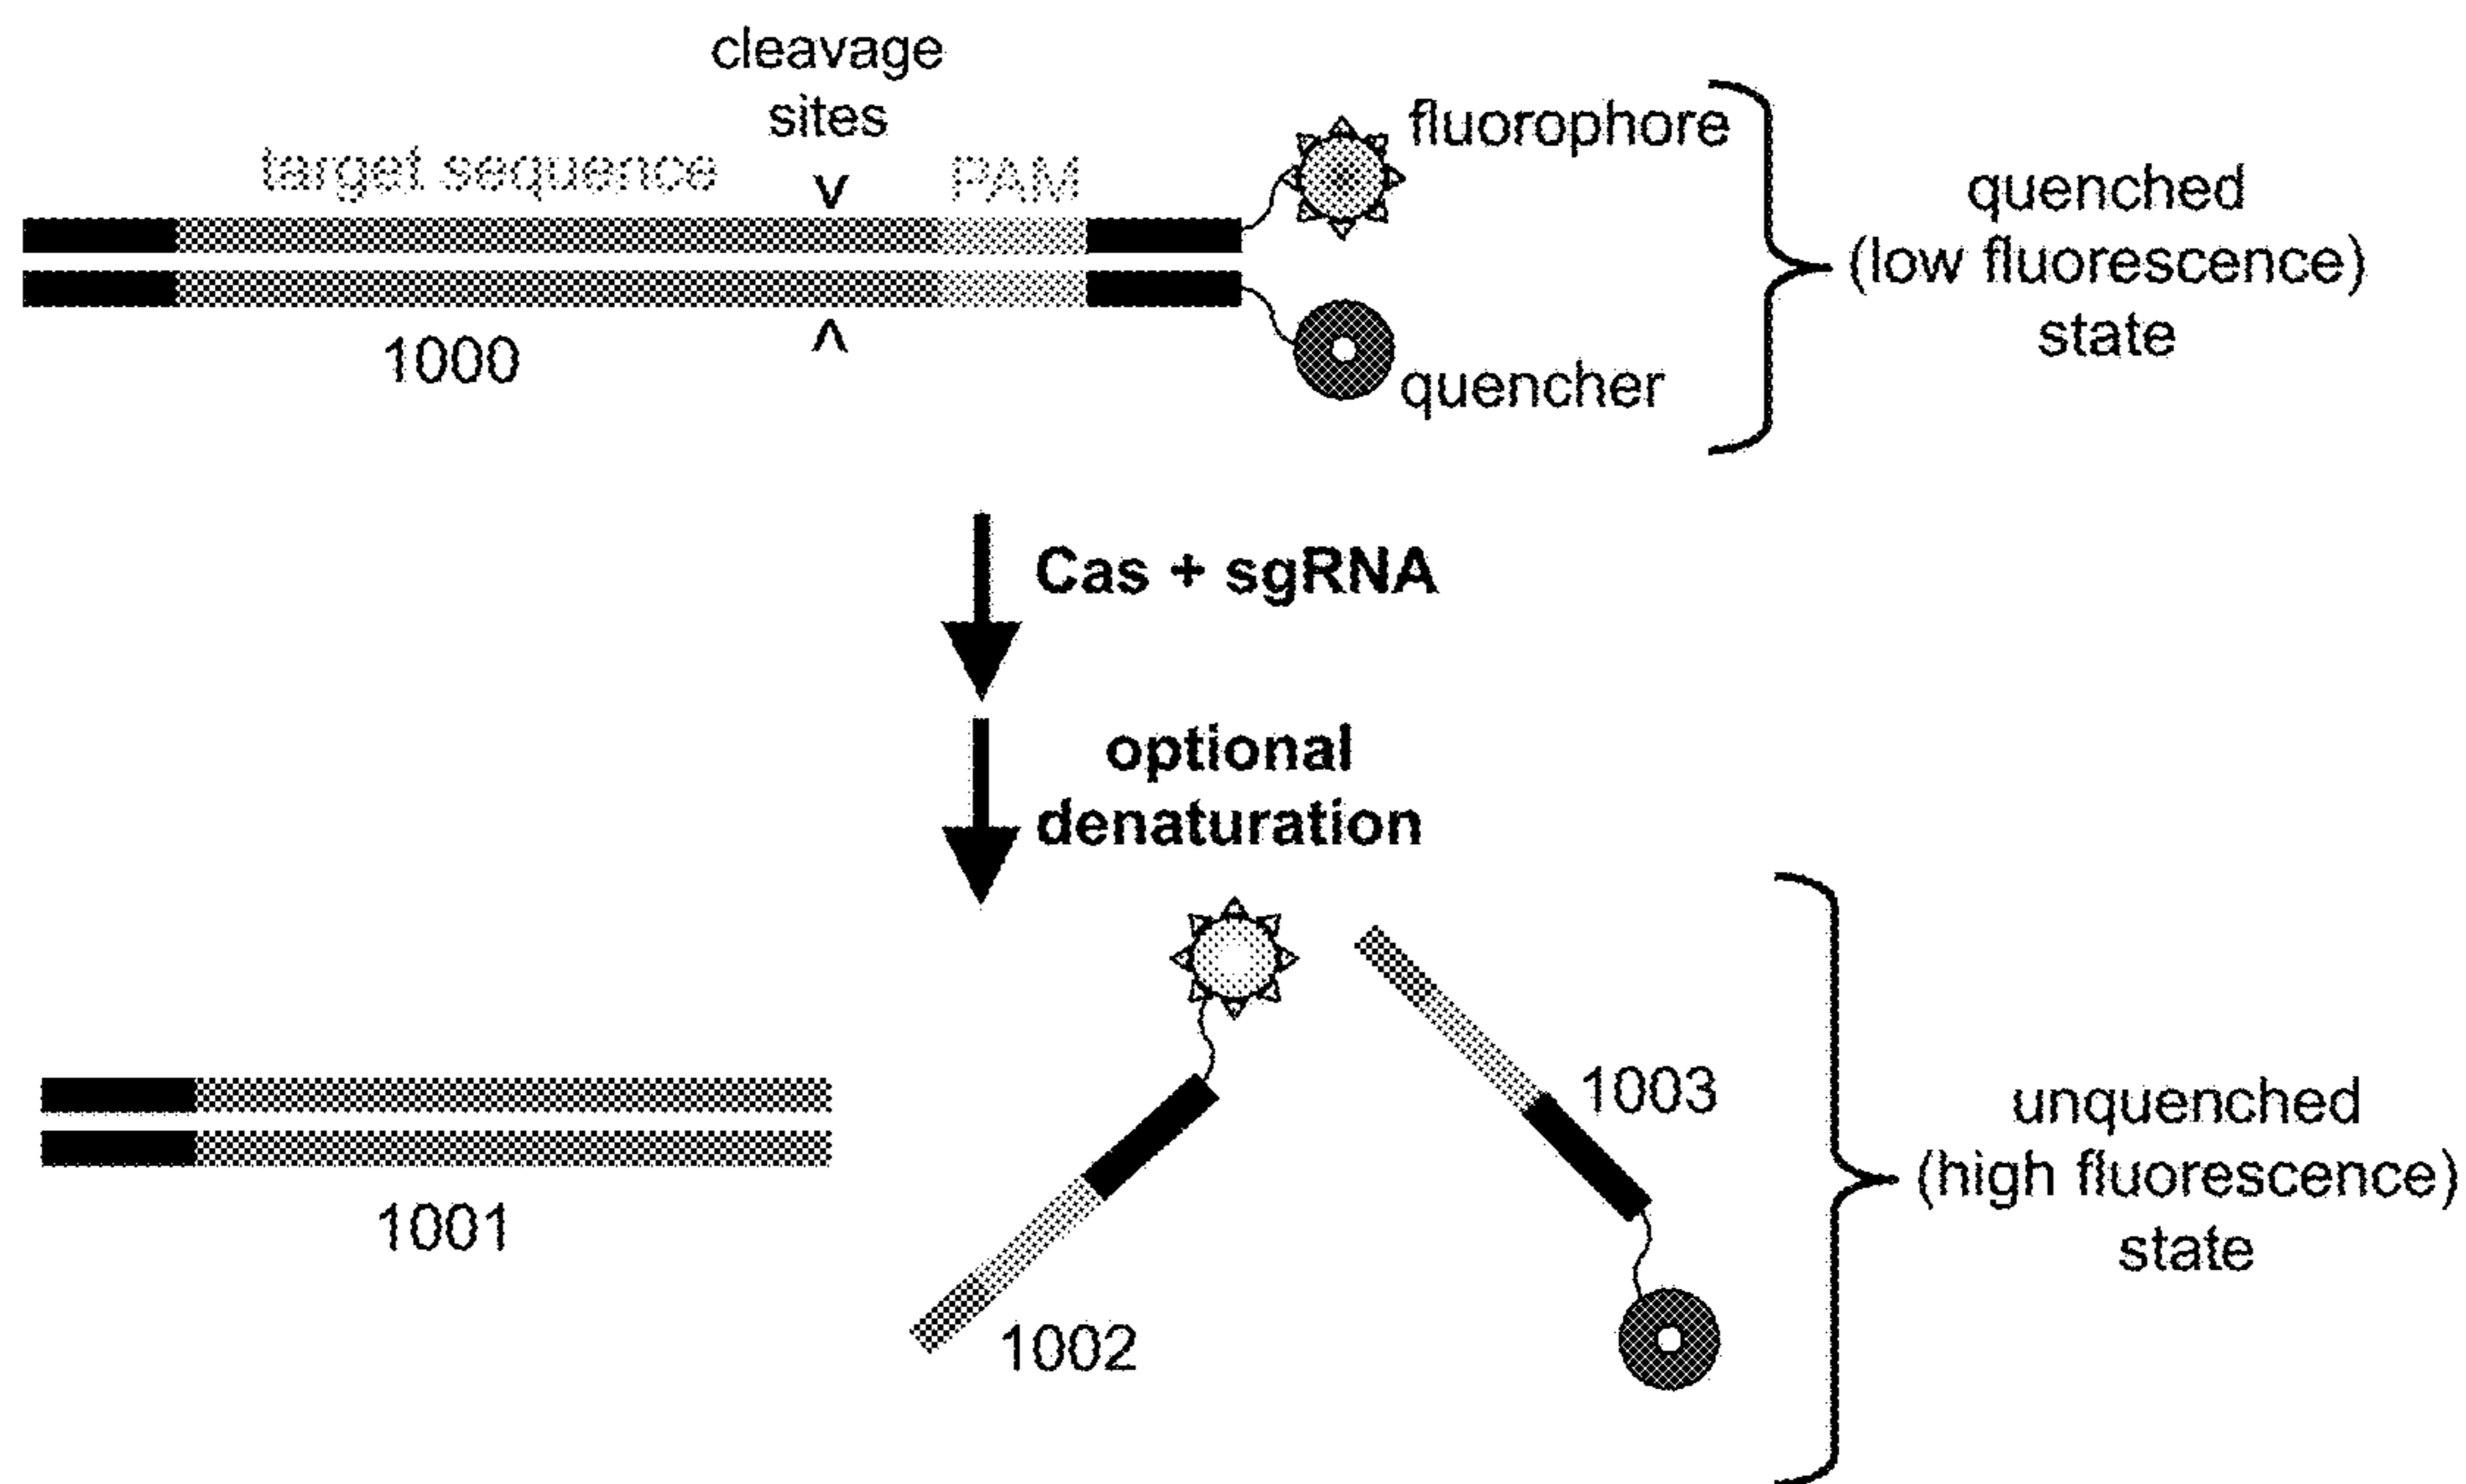 cleavage
sites
target sequence
PAM
fluorophore
quenched
(low fluorescence)
state
1000
quencher
Cas + sgRNA
optional
denaturation
1003
unquenched
(high fluorescence)
state
1001
1002